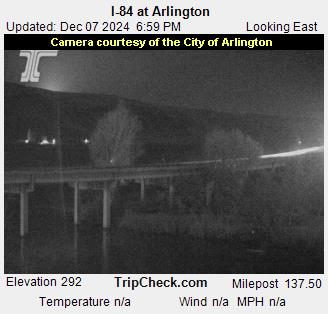 I-84 at Arlington
Updated: Dec 07 2024 6:59 PM Looking East
Camera courtesy of the City of Arlington
Elevation 292 TripCheck.com Milepost 137.50
Temperature n/a Wind n/a MPH n/a